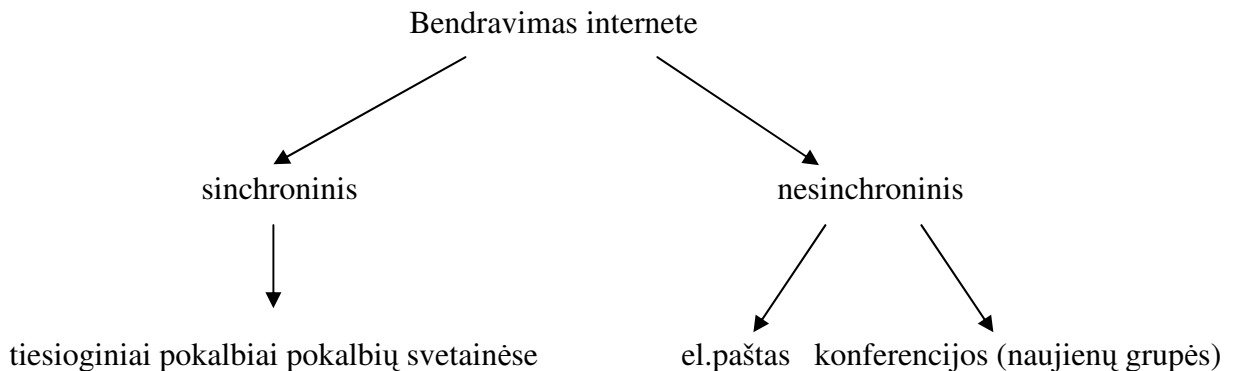 Bendravimas internete
sinchroninis nesinchroninis
tiesioginiai pokalbiai pokalbių svetainėse el.paštas konferencijos (naujienų grupės)